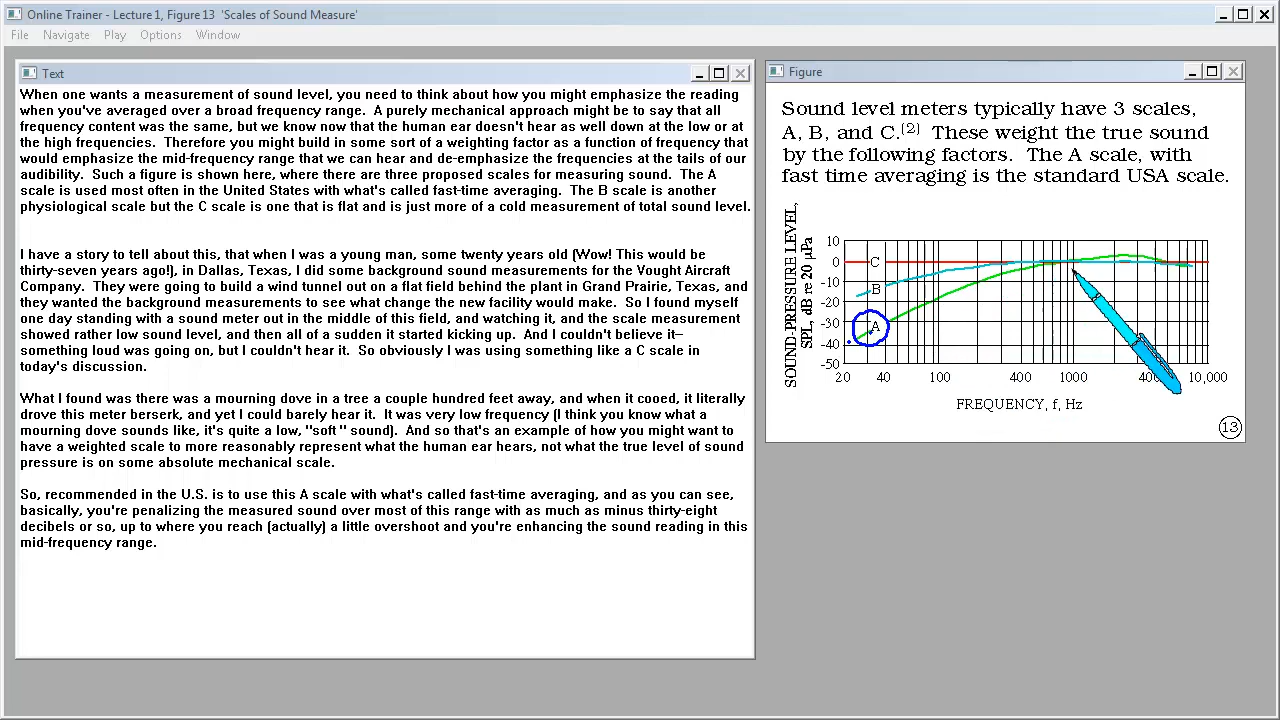 Online Trainer - Lecture 1, Figure 13  'Scales of Sound Measure'
File Navigate Play Options Window
Text
When one wants a measurement of sound level, you need to think about how you might emphasize the reading
when you've averaged over a broad frequency range.  A purely mechanical approach might be to say that all
frequency content was the same, but we know now that the human ear doesn't hear as well down at the low or at
the high frequencies.  Therefore you might build in some sort of a weighting factor as a function of frequency that
would emphasize the mid-frequency range that we can hear and de-emphasize the frequencies at the tails of our
audibility.  Such a figure is shown here, where there are three proposed scales for measuring sound.  The A
scale is used most often in the United States with what's called fast-time averaging.  The B scale is another
physiological scale but the C scale is one that is flat and is just more of a cold measurement of total sound level.
I have a story to tell about this, that when I was a young man, some twenty years old (Wow! This would be
thirty-seven years ago!), in Dallas, Texas, I did some background sound measurements for the Vought Aircraft
Company.  They were going to build a wind tunnel out on a flat field behind the plant in Grand Prairie, Texas, and
they wanted the backround measurements to see what change the new facility would make.  So I found myself
one day standing with a sound meter out in the middle of this field, and watching it, and the scale measurement
showed rather low sound level, and then all of a sudden it started kicking up.  And I couldn't believe it–
something loud was going on, but I couldn't hear it.  So obviously I was using something like a C scale in
today's discussion.
What I found was there was a mourning dove in a tree a couple hundred feet away, and when it cooed, it literally
drove this meter berserk, and yet I could barely hear it.  It was very low frequency (I think you know what a
mourning dove sounds like, it's quite a low, "soft " sound).  And so that's an example of how you might want to
have a weighted scale to more reasonably represent what the human ear hears, not what the true level of sound
pressure is on some absolute mechanical scale.
So, recommended in the U.S. is to use this A scale with what's called fast-time averaging, and as you can see,
basically, you're penalizing the measured sound over most of this range with as much as minus thirty-eight
decibels or so, up to where you reach (actually) a little overshoot and you're enhancing the sound reading in this
mid-frequency range.
Figure
Sound level meters typically have 3 scales,
A, B, and C.[2]  These weight the true sound
by the following factors.  The A scale, with
fast time averaging is the standard USA scale.
SOUND-PRESSURE LEVEL,
SPL, dB re 20 µPa
10
0
-10
-20
-30
-40
-50
C
B
A
20 40 100 400 1000 10,000
FREQUENCY, f, Hz
13